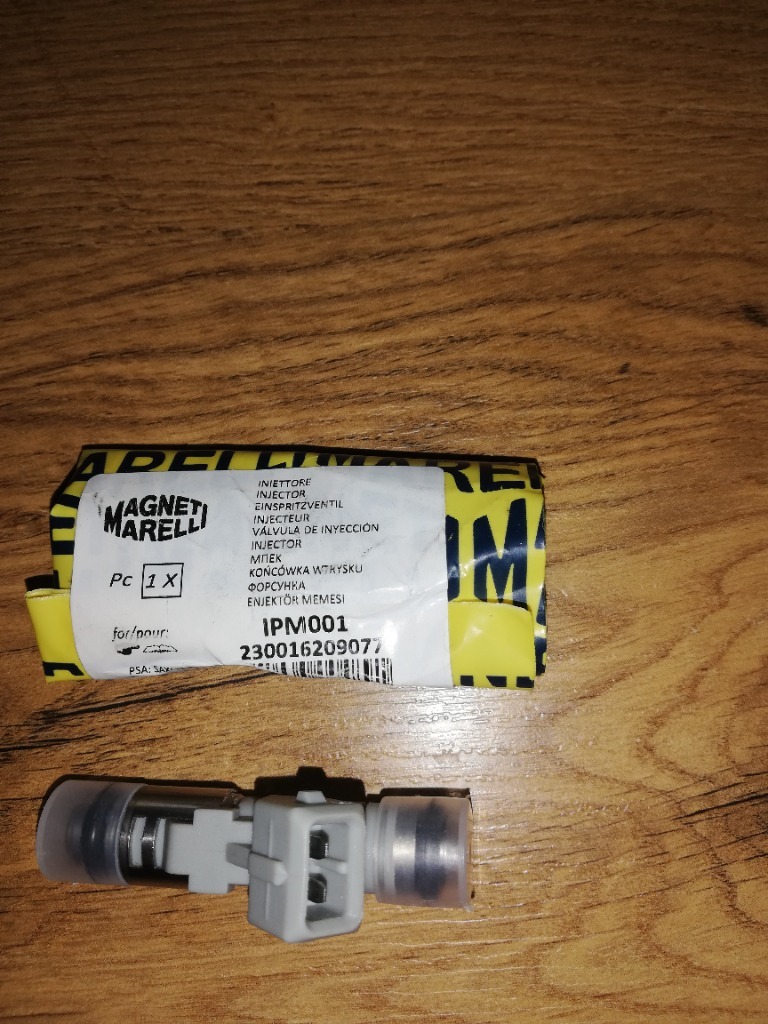 MAGNETI
MARELLI
Pc 1 X
for/pour:
PSA:
INIETTORE
INJECTOR
EINSPRITZVENTIL
INJECTEUR
VÁLVULA DE INYECCIÓN
INJECTOR
МПЕК
KOŃCÓWKA WTRYSKU
ФОРСУНКА
ENJEKTÖR MEMESI
IPM001
230016209077